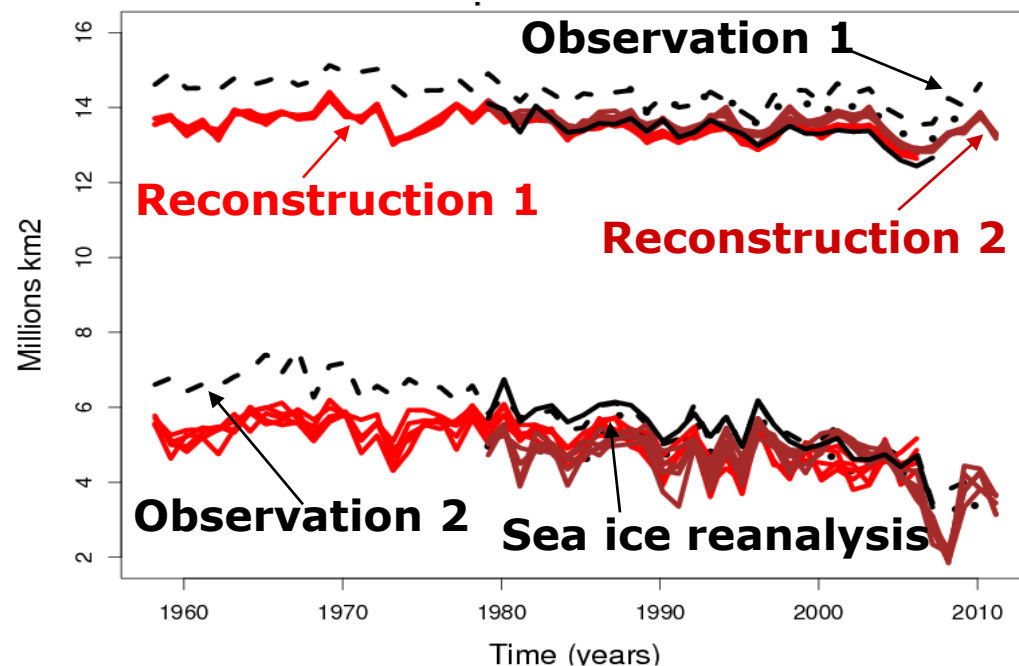 16
Observation 1
14
12
Reconstruction 1
Reconstruction 2
10
Millions km2
8
6
4
Observation 2
Sea ice reanalysis
2
1960 1970 1980 1990 2000 2010
Time (years)